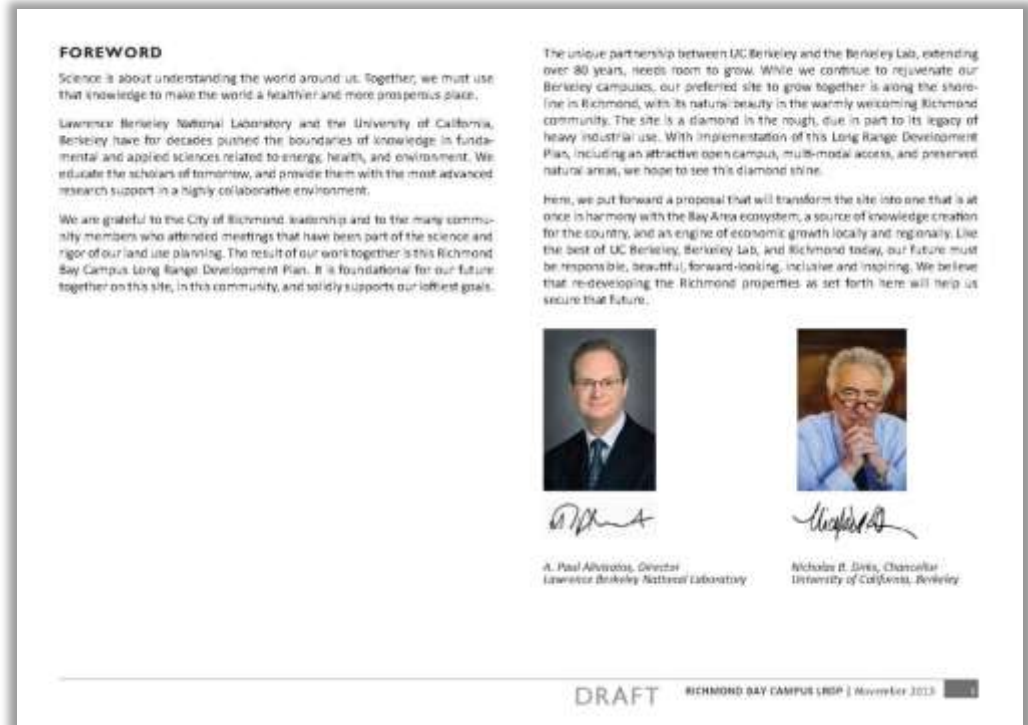 FOREWORD
Science is about understanding the world around us. Together, we must use
that knowledge to make the world a healthier and more prosperous place.
Lawrence Berkeley National Laboratory and the University of California,
Berkeley have for decades pushed the boundaries of knowledge in funda-
mental and applied sciences related to energy, health, and environment. We
educate the scholars of tomorrow, and provide them with the most advanced
research support in a highly collaborative environment.
We are grateful to the City of Richmond leadership and to the many commu-
nity members who attended meetings that have been part of the science and
rigor of our land use planning. The result of our work together is this Richmond
Bay Campus Long Range Development Plan. It is foundational for our future
together on this site, in this community, and solidly supports our loftiest goals.
The unique partnership between UC Berkeley and the Berkeley Lab, extending
over 80 years, needs room to grow. While we continue to rejuvenate our
Berkeley campuses, our preferred site to grow together is along the shore-
line in Richmond, with its natural beauty in the warmly welcoming Richmond
community. The site is a diamond in the rough, due in part to its legacy of
heavy industrial use. With implementation of this Long Range Development
Plan, including an attractive open campus, multi-modal access, and preserved
natural areas, we hope to see this diamond shine.
Here, we put forward a proposal that will transform the site into one that is at
once in harmony with the Bay Area ecosystem, a source of knowledge creation
for the country, and an engine of economic growth locally and regionally. Like
the best of UC Berkeley, Berkeley Lab, and Richmond today, our future must
be responsible, beautiful, forward-looking, inclusive and inspiring. We believe
that re-developing the Richmond properties as set forth here will help us
secure that future.
A. Paul Alivisatos, Director
Lawrence Berkeley National Laboratory
Nicholas B. Dirks, Chancellor
University of California, Berkeley
DRAFT
RICHMOND BAY CAMPUS LRDP | November 2013